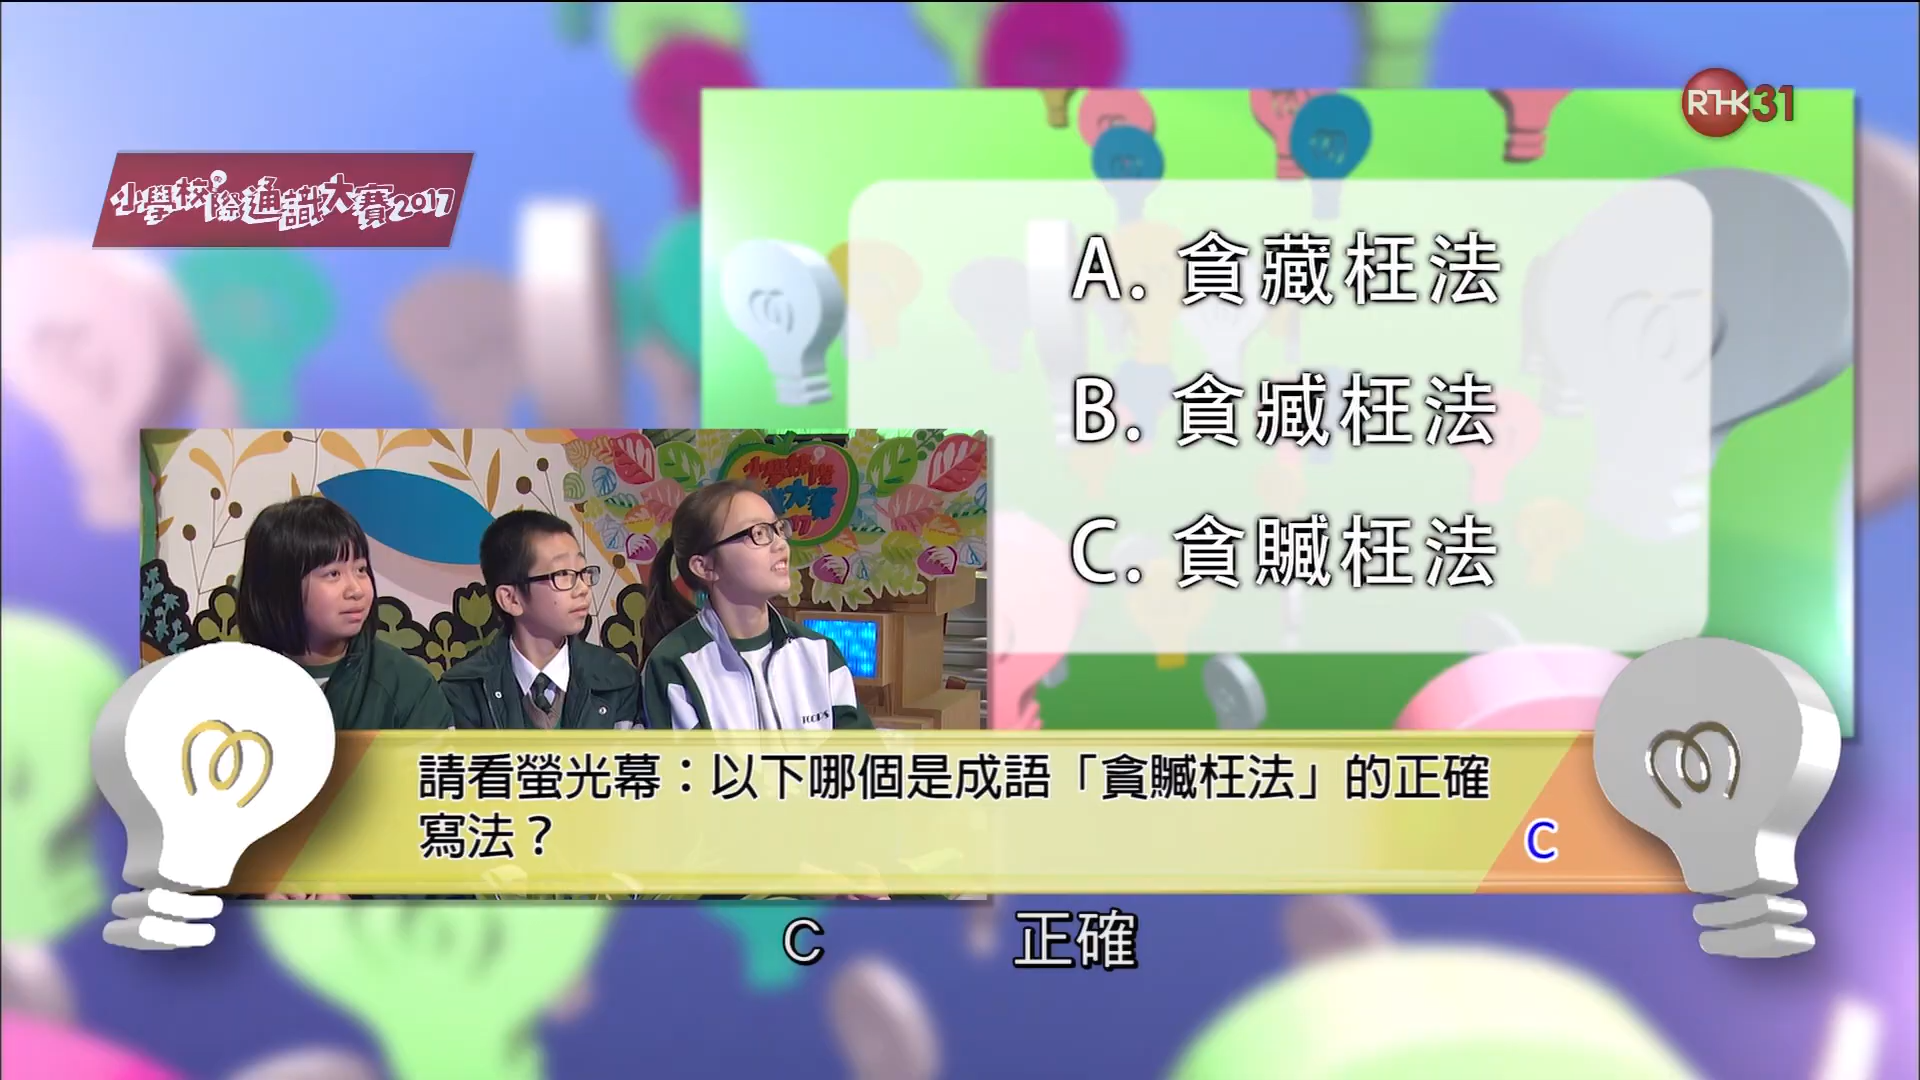 RTHK31
小學校際通識大賽2017
A. 貪藏枉法
B. 貪臧枉法
C. 貪贓枉法
請看螢光幕：以下哪個是成語「貪贓枉法」的正確
寫法？
C
C 正確